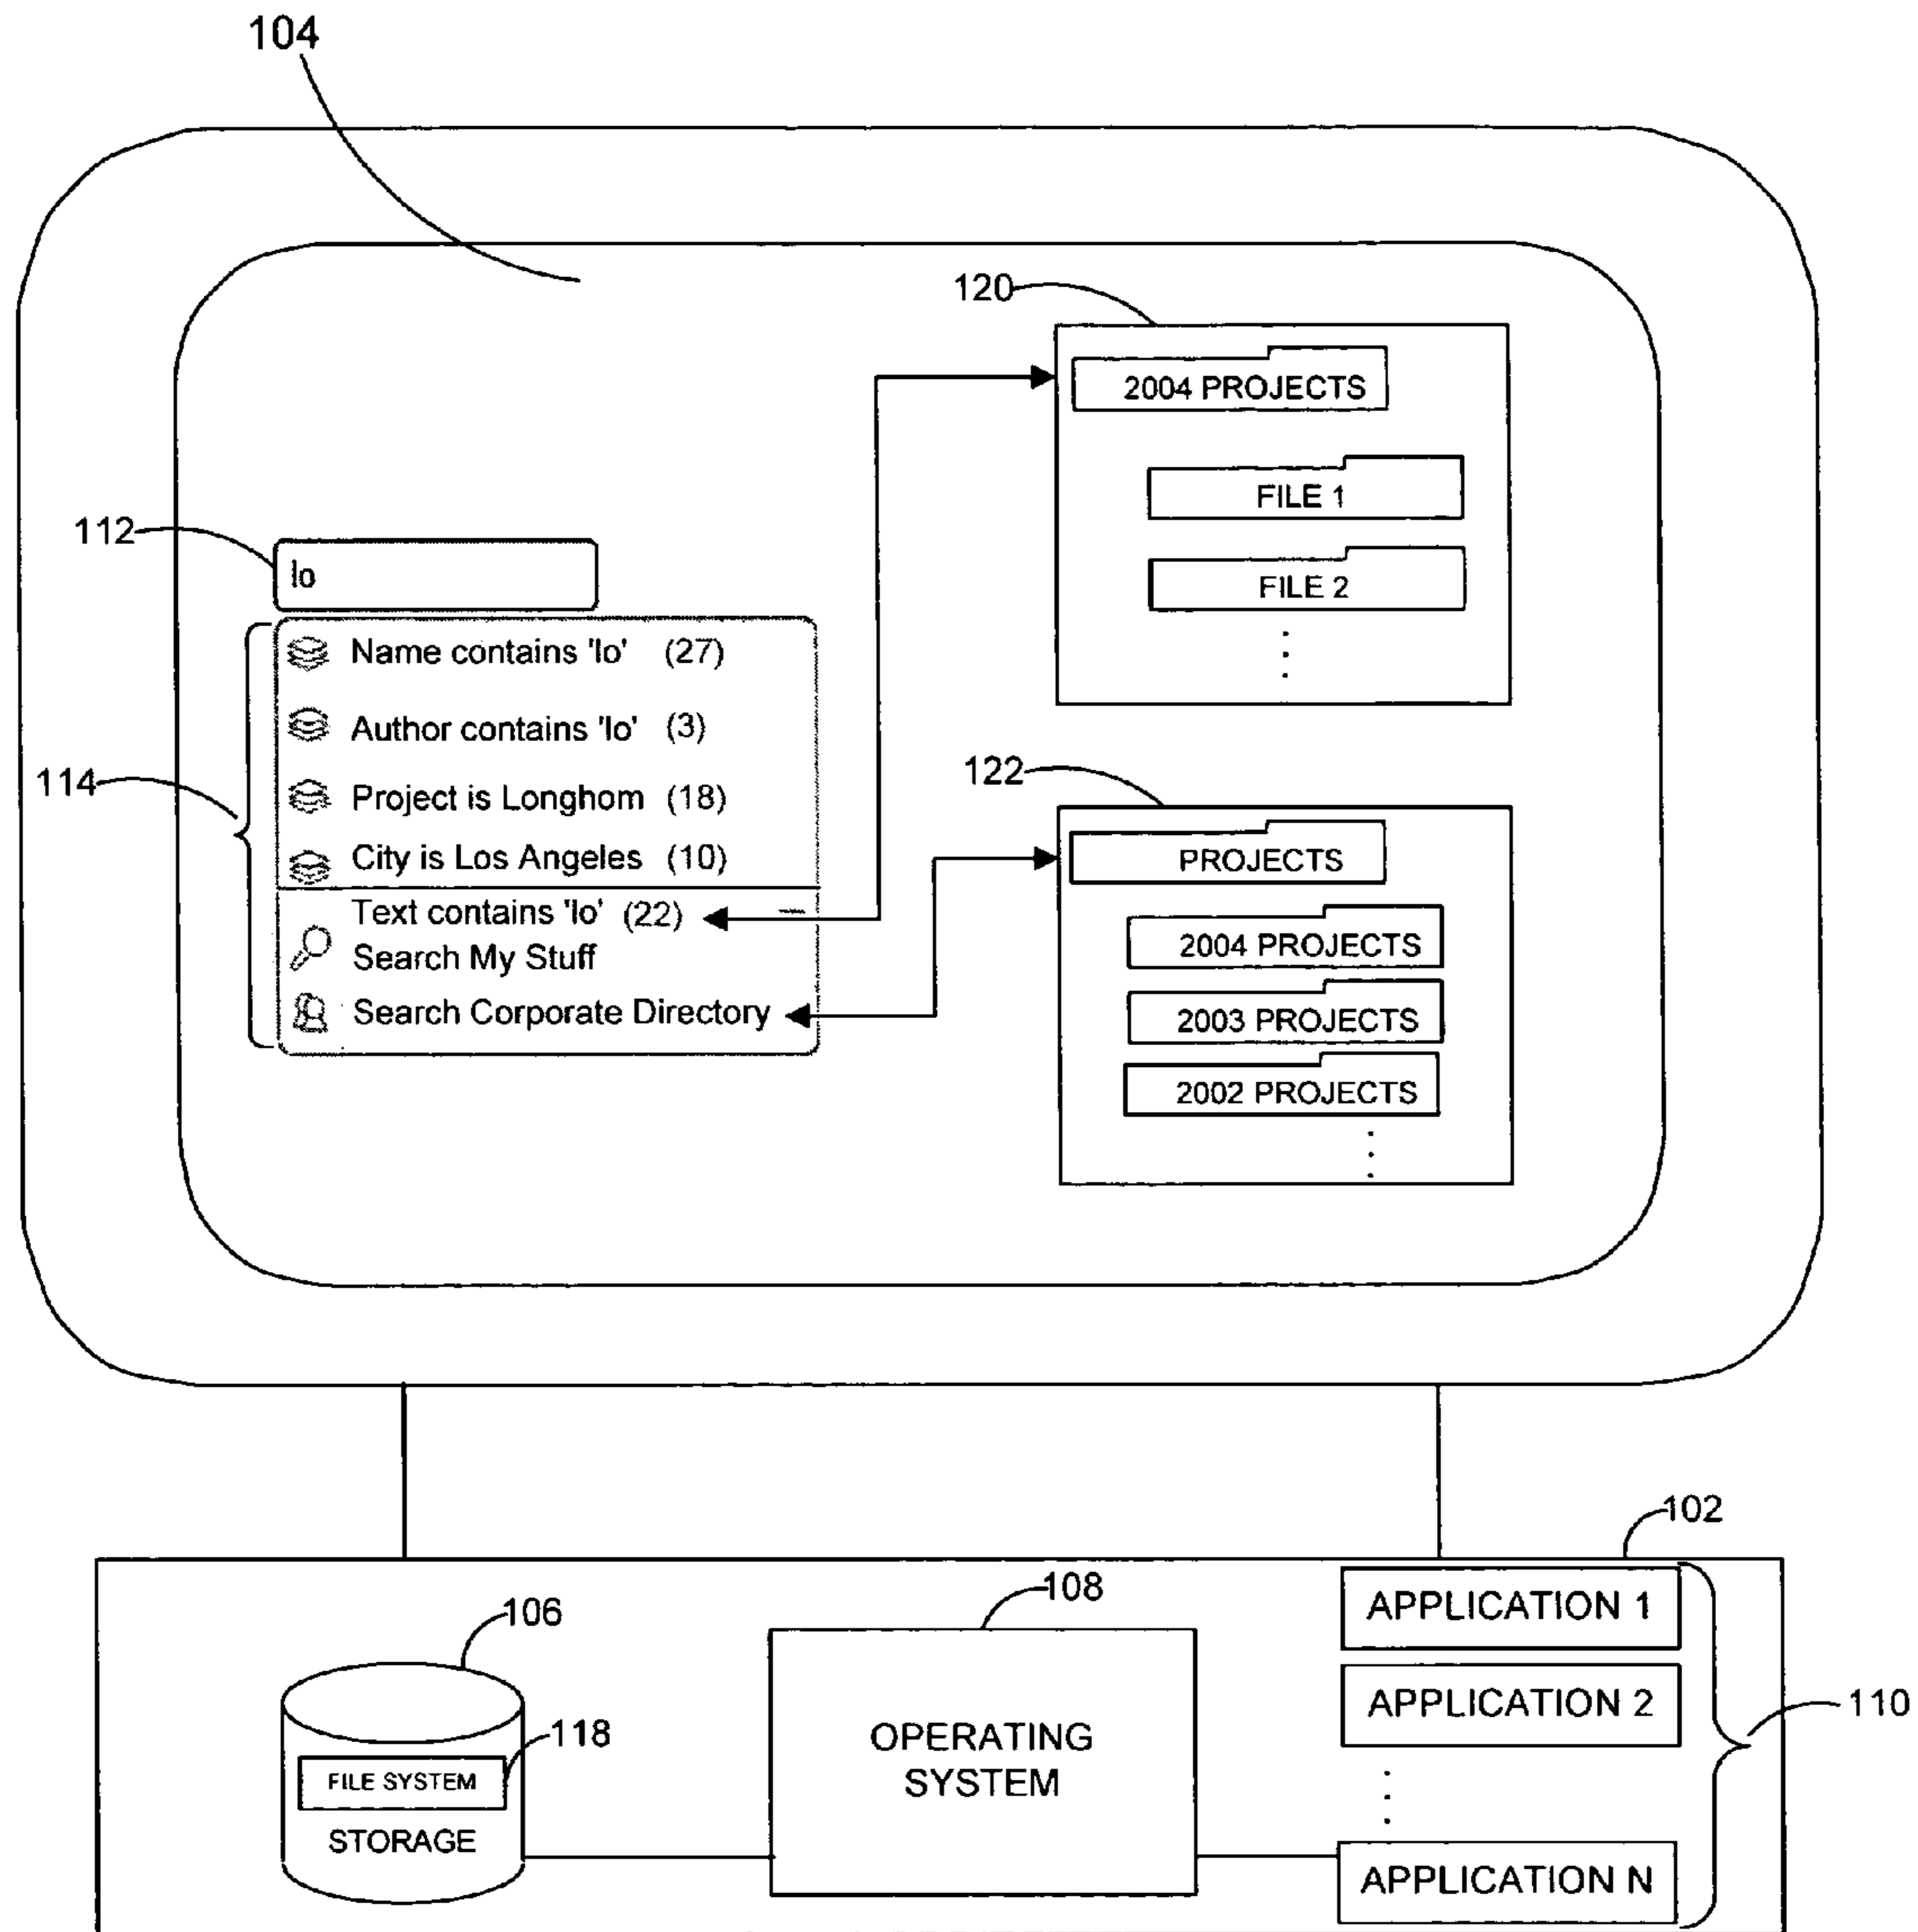 104
120
2004 PROJECTS
FILE 1
FILE 2
112
lo
Name contains 'lo' (27)
Author contains 'lo' (3)
114
Project is Longhom (18)
City is Los Angeles (10)
Text contains 'lo' (22)
Search My Stuff
Search Corporate Directory
122
PROJECTS
2004 PROJECTS
2003 PROJECTS
2002 PROJECTS
102
106
108
APPLICATION 1
APPLICATION 2
110
118
FILE SYSTEM
STORAGE
OPERATING
SYSTEM
APPLICATION N